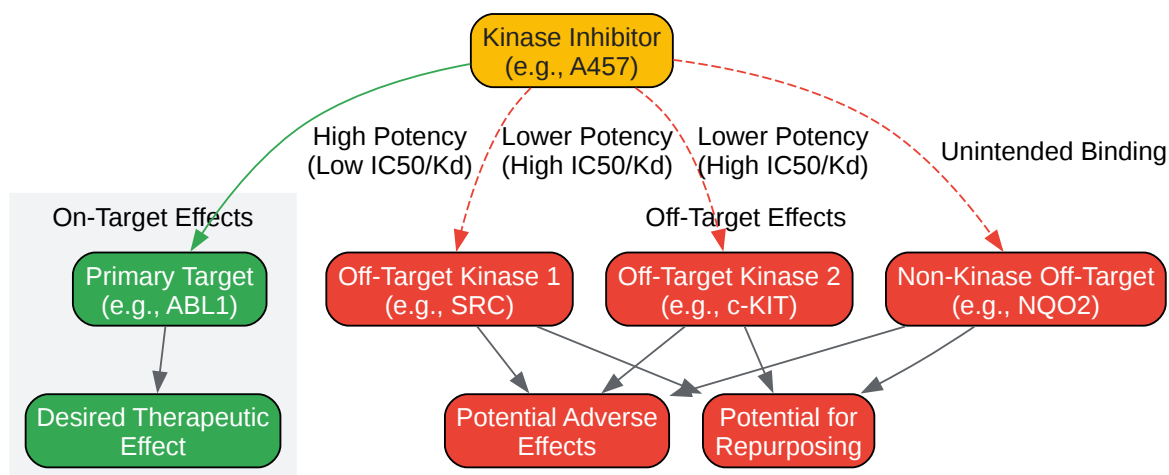 Kinase Inhibitor
(e.g., A457)
High Potency
(Low IC50/Kd)
Lower Potency
(High IC50/Kd)
Lower Potency
(High IC50/Kd)
Unintended Binding
On-Target Effects
Off-Target Effects
Primary Target
(e.g., ABL1)
Off-Target Kinase 1
(e.g., SRC)
Off-Target Kinase 2
(e.g., c-KIT)
Non-Kinase Off-Target
(e.g., NQO2)
Desired Therapeutic
Effect
Potential Adverse
Effects
Potential for
Repurposing